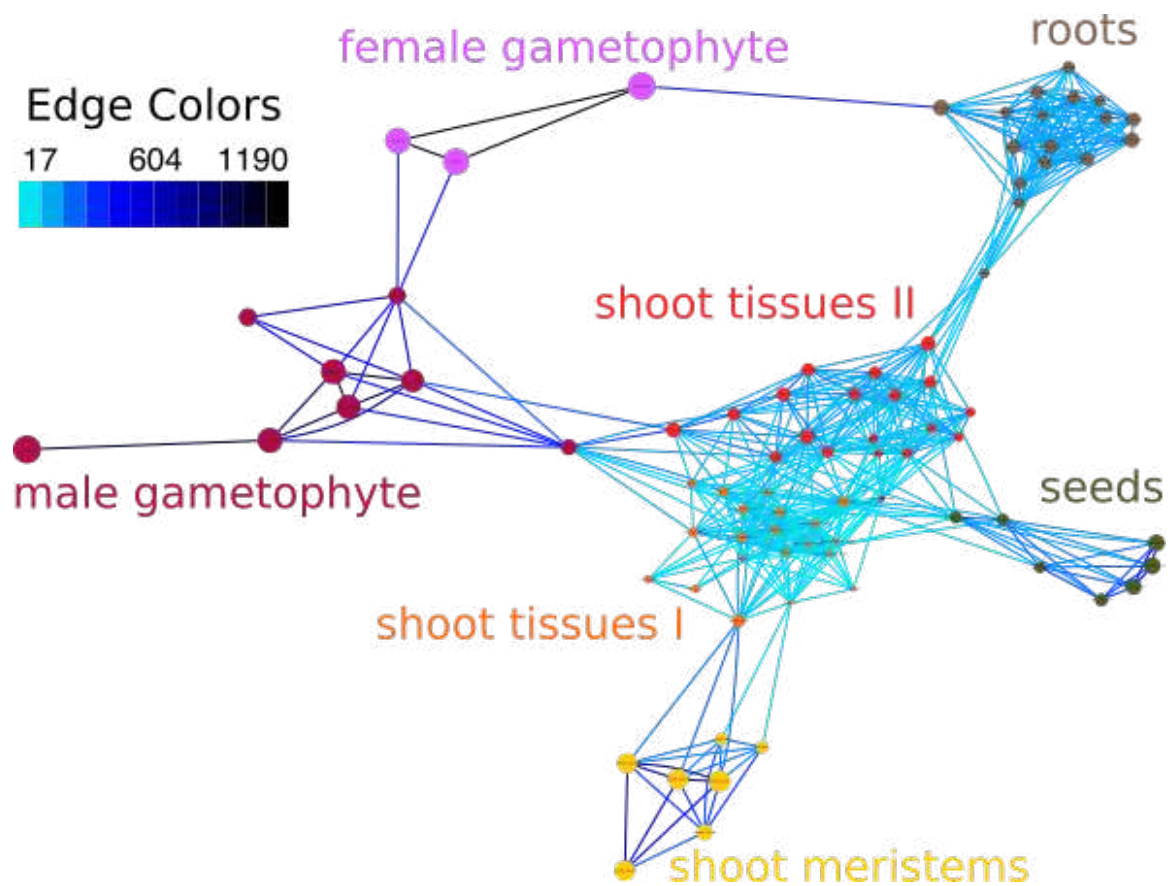 female gametophyte
roots
Edge Colors
17 604 1190
shoot tissues II
male gametophyte
seeds
shoot tissues I
shoot meristems